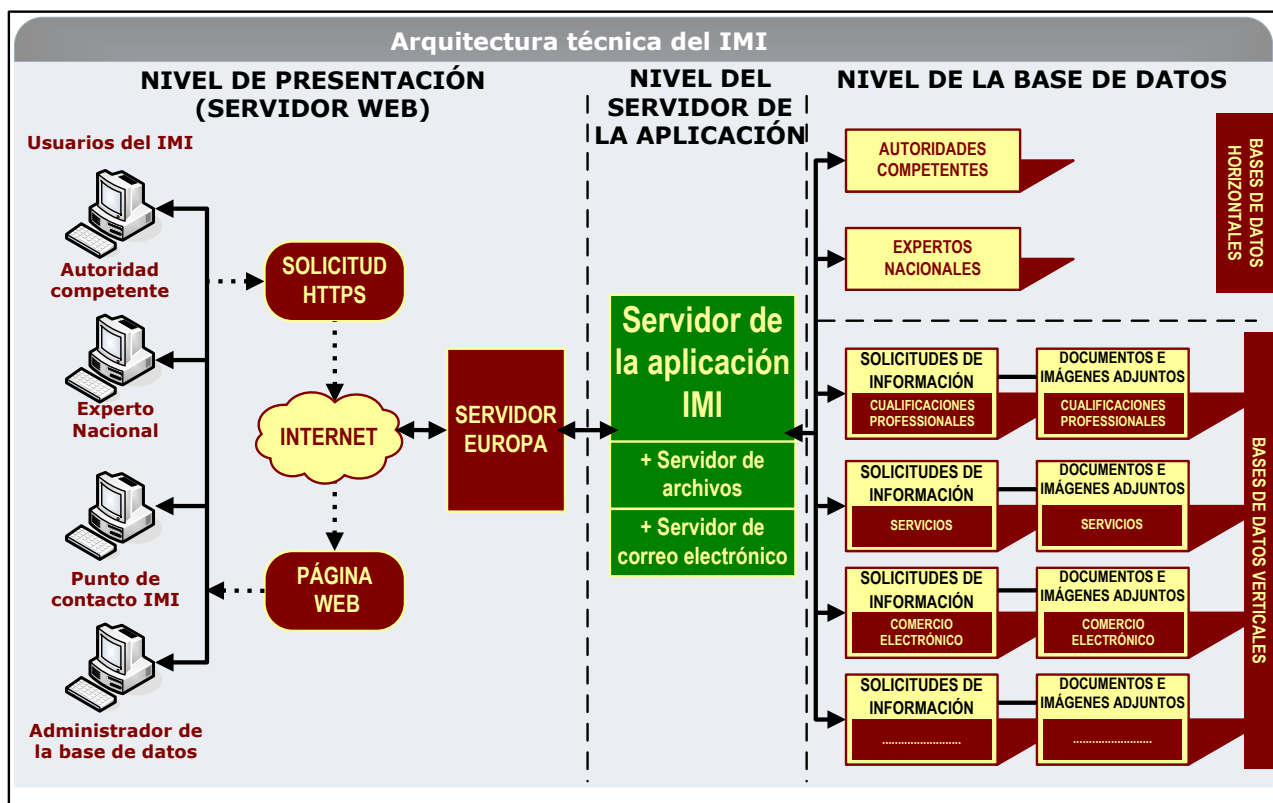 Arquitectura técnica del IMI
NIVEL DE PRESENTACIÓN
(SERVIDOR WEB)
NIVEL DEL
SERVIDOR DE
LA APLICACIÓN
NIVEL DE LA BASE DE DATOS
Usuarios del IMI
Autoridad
competente
Experto
Nacional
Punto de
contacto IMI
Administrador de
la base de datos
SOLICITUD
HTTPS
INTERNET
PÁGINA
WEB
SERVIDOR
EUROPA
Servidor de
la aplicación
IMI
+ Servidor de
archivos
+ Servidor de
correo electrónico
AUTORIDADES
COMPETENTES
EXPERTOS
NACIONALES
BASES DE DATOS
HORIZONTALES
SOLICITUDES DE
INFORMACIÓN
CUALIFICACIONES
PROFESSIONALES
DOCUMENTOS E
IMÁGENES ADJUNTOS
CUALIFICACIONES
PROFESSIONALES
SOLICITUDES DE
INFORMACIÓN
SERVICIOS
DOCUMENTOS E
IMÁGENES ADJUNTOS
SERVICIOS
SOLICITUDES DE
INFORMACIÓN
COMERCIO
ELECTRÓNICO
DOCUMENTOS E
IMÁGENES ADJUNTOS
COMERCIO
ELECTRÓNICO
SOLICITUDES DE
INFORMACIÓN
.........................
DOCUMENTOS E
IMÁGENES ADJUNTOS
.........................
BASES DE DATOS VERTICALES